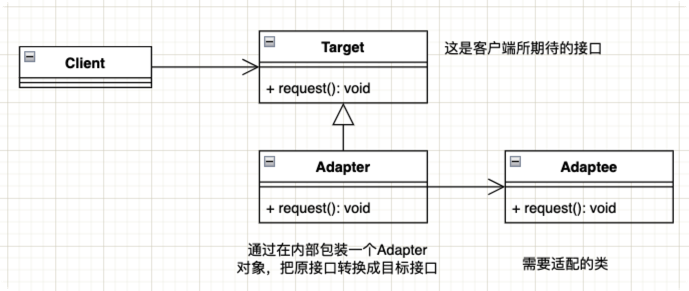 Target
这是客户端所期待的接口
Client
+ request(): void
Adapter
Adaptee
+ request(): void
+ request(): void
通过在内部包装一个Adapter
对象，把原接口转换成目标接口
需要适配的类